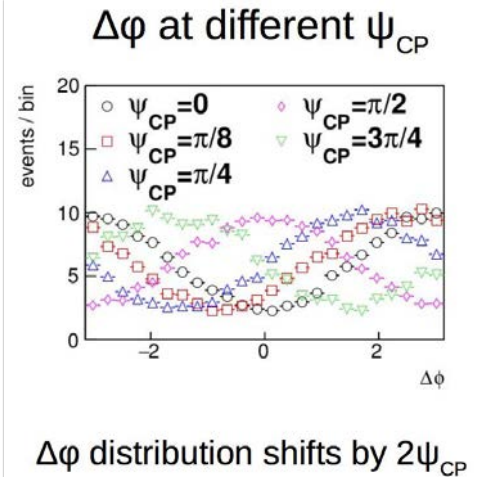 Δφ at different ψCP
events / bin
20
15
10
5
0
ψCP=0
ψCP=π/8
ψCP=π/4
ψCP=π/2
ψCP=3π/4
−2
0
2
Δϕ
Δφ distribution shifts by 2ψCP